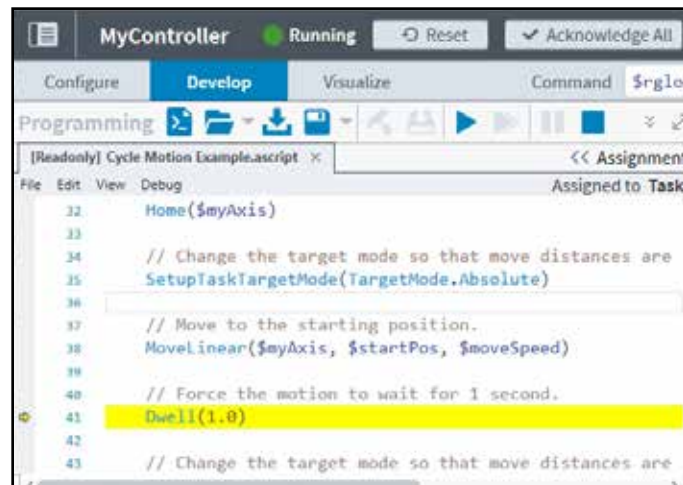 MyController Running Reset Acknowledge All
Configure Develop Visualize Command $rglo
Programming
[Readonly] Cycle Motion Example.ascript × << Assignment
File Edit View Debug Assigned to Task
32 Home($myAxis)
33
34 // Change the target mode so that move distances are
35 SetupTaskTargetMode(TargetMode.Absolute)
36
37 // Move to the starting position.
38 MoveLinear($myAxis, $startPos, $moveSpeed)
39
40 // Force the motion to wait for 1 second.
41 Dwell(1.0)
42
43 // Change the target mode so that move distances are